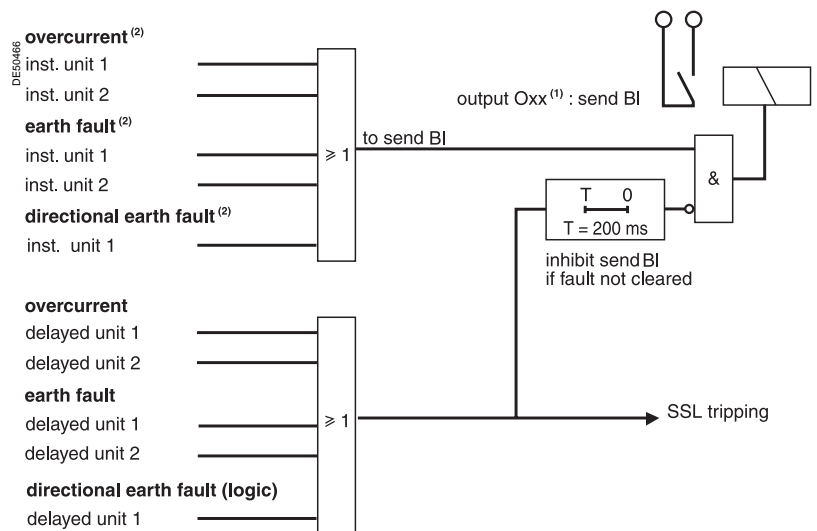 DE50466
overcurrent (2)
inst. unit 1
inst. unit 2
earth fault (2)
inst. unit 1
inst. unit 2
directional earth fault (2)
inst. unit 1
≥ 1
to send BI
output Oxx (1) : send BI
&
T 0
T = 200 ms
inhibit send BI
if fault not cleared
overcurrent
delayed unit 1
delayed unit 2
earth fault
delayed unit 1
delayed unit 2
directional earth fault (logic)
delayed unit 1
≥ 1
SSL tripping